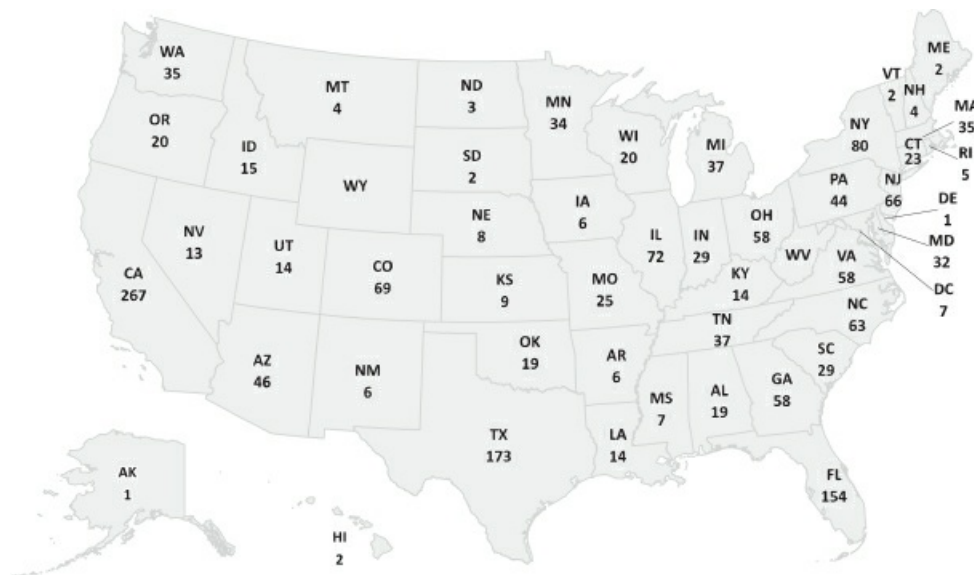 WA
35
OR
20
CA
267
NV
13
ID
15
MT
4
WY
UT
14
AZ
46
CO
69
NM
6
ND
3
SD
2
NE
8
KS
9
OK
19
TX
173
MN
34
IA
6
MO
25
AR
6
LA
14
WI
20
IL
72
MI
37
IN
29
OH
58
KY
14
TN
37
MS
7
AL
19
GA
58
FL
154
SC
29
NC
63
VA
58
WV
PA
44
NY
80
VT
2
NH
4
ME
2
MA
35
RI
5
CT
23
NJ
66
DE
1
MD
32
DC
7
AK
1
HI
2